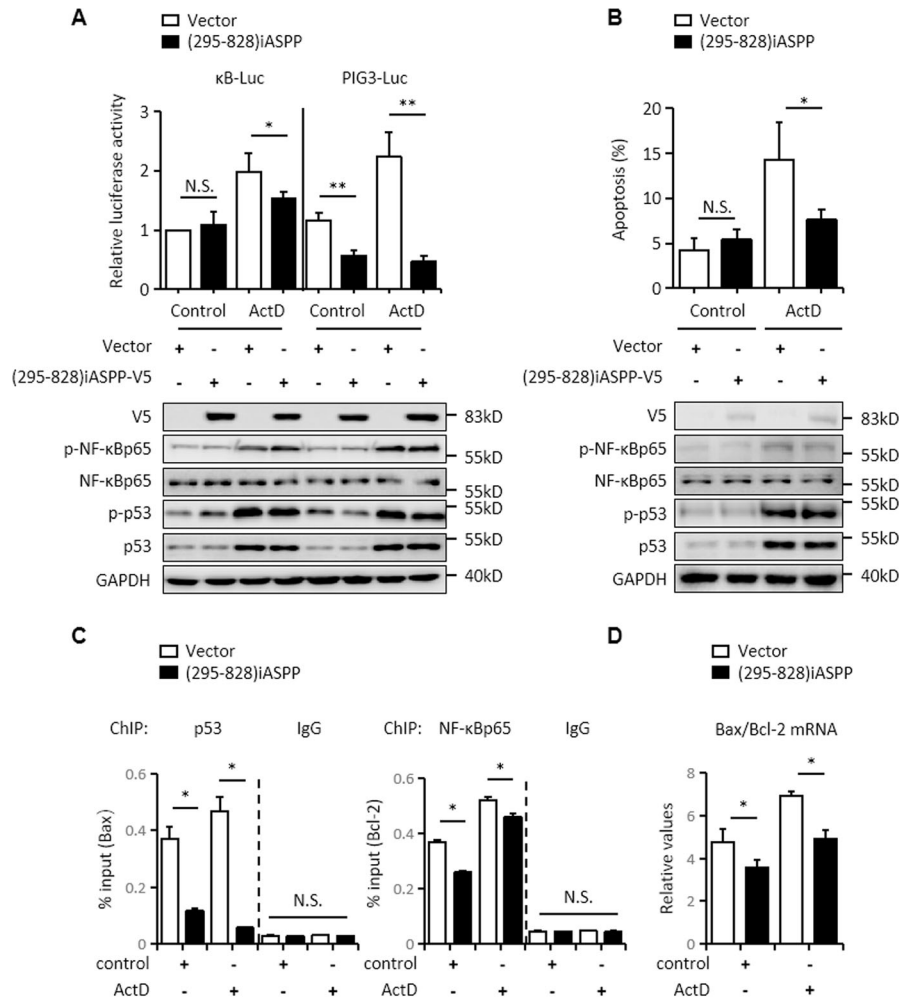 A
Vector
(295-828)iASPP
κB-Luc PIG3-Luc
Relative luciferase activity
3
2
1
0
N.S. * ** **
Control ActD Control ActD
Vector + - + - + - + -
(295-828)iASPP-V5 - + - + - + - +
V5 83kD
p-NF-κBp65 55kD
NF-κBp65 55kD
p-p53 55kD
p53 55kD
GAPDH 40kD
B
Vector
(295-828)iASPP
Apoptosis (%)
20
15
10
5
0
N.S. *
Control ActD
Vector + - + -
(295-828)iASPP-V5 - + - +
V5 83kD
p-NF-κBp65 55kD
NF-κBp65 55kD
p-p53 55kD
p53 55kD
GAPDH 40kD
C
Vector
(295-828)iASPP
ChIP: p53 IgG
% input (Bax)
0.6
0.4
0.2
0
* * N.S.
control + - + -
ActD - + - +
ChIP: NF-κBp65 IgG
% input (Bcl-2)
0.6
0.4
0.2
0
* * N.S.
control + - + -
ActD - + - +
D
Vector
(295-828)iASPP
Bax/Bcl-2 mRNA
Relative values
8
6
4
2
0
* *
control + -
ActD - +